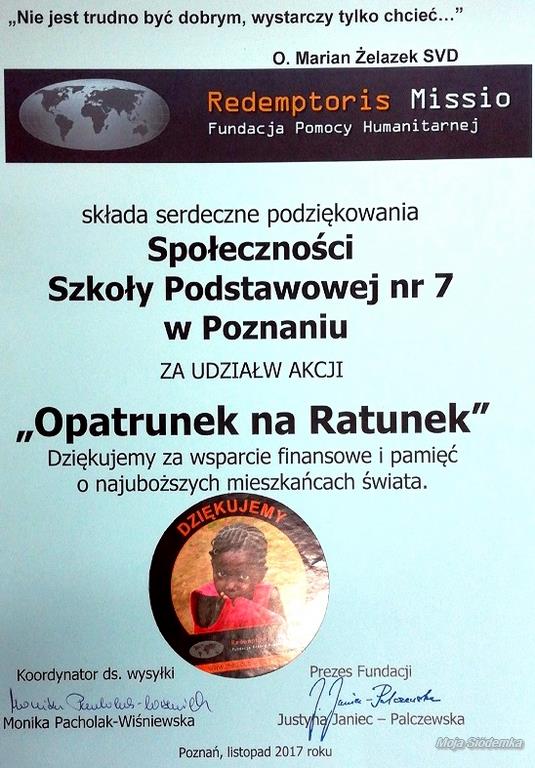 „Nie jest trudno być dobrym, wystarczy tylko chcieć…”
O. Marian Żelazek SVD
Redemptoris Missio
Fundacja Pomocy Humanitarnej
składa serdeczne podziękowania
Społeczności
Szkoły Podstawowej nr 7
w Poznaniu
ZA UDZIAŁW AKCJI
„Opatrunek na Ratunek”
Dziękujemy za wsparcie finansowe i pamięć
o najuboższych mieszkańcach świata.
DZIĘKUJEMY
Koordynator ds. wysyłki
Monika Pacholak-Wiśniewska
Prezes Fundacji
Justyna Janiec – Palczewska
Poznań, listopad 2017 roku
Moja Siódemka